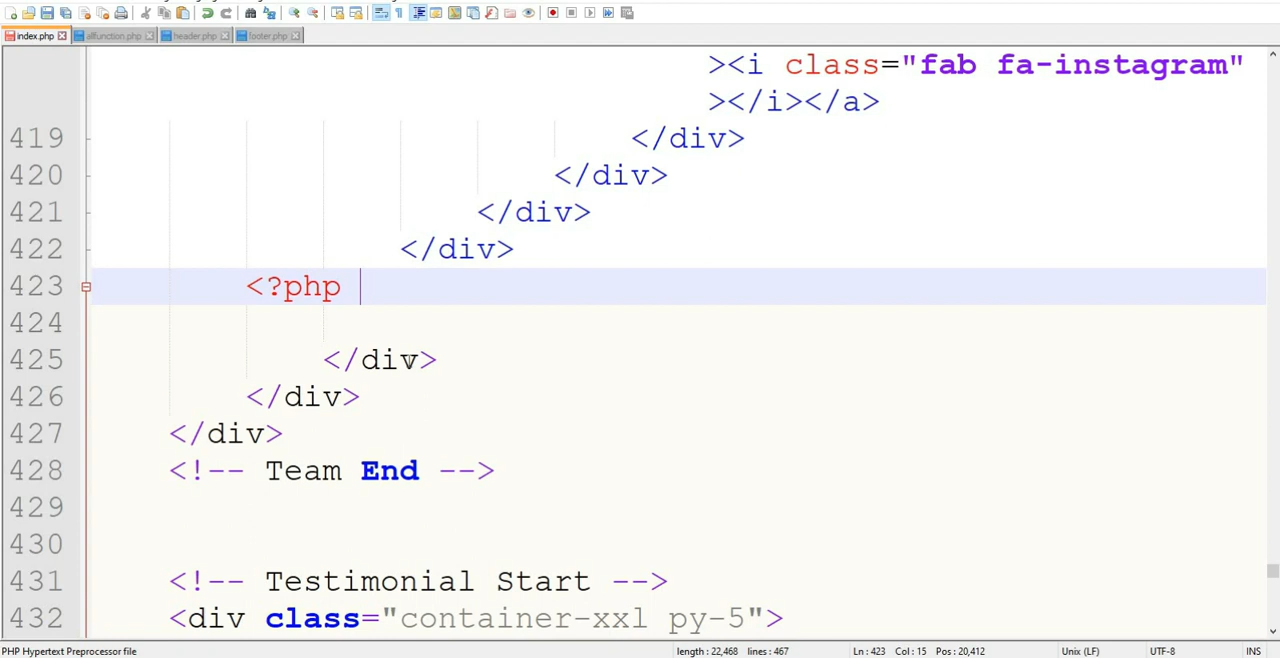 index.php allfunction.php header.php footer.php
><i class="fab fa-instagram"
></i></a>
419 </div>
420 </div>
421 </div>
422 </div>
423 <?php
424
425 </div>
426 </div>
427 </div>
428 <!-- Team End -->
429
430
431 <!-- Testimonial Start -->
432 <div class="container-xxl py-5">
PHP Hypertext Preprocessor file length : 22,468 lines : 467 Ln : 423 Col : 15 Pos : 20,412 Unix (LF) UTF-8 INS